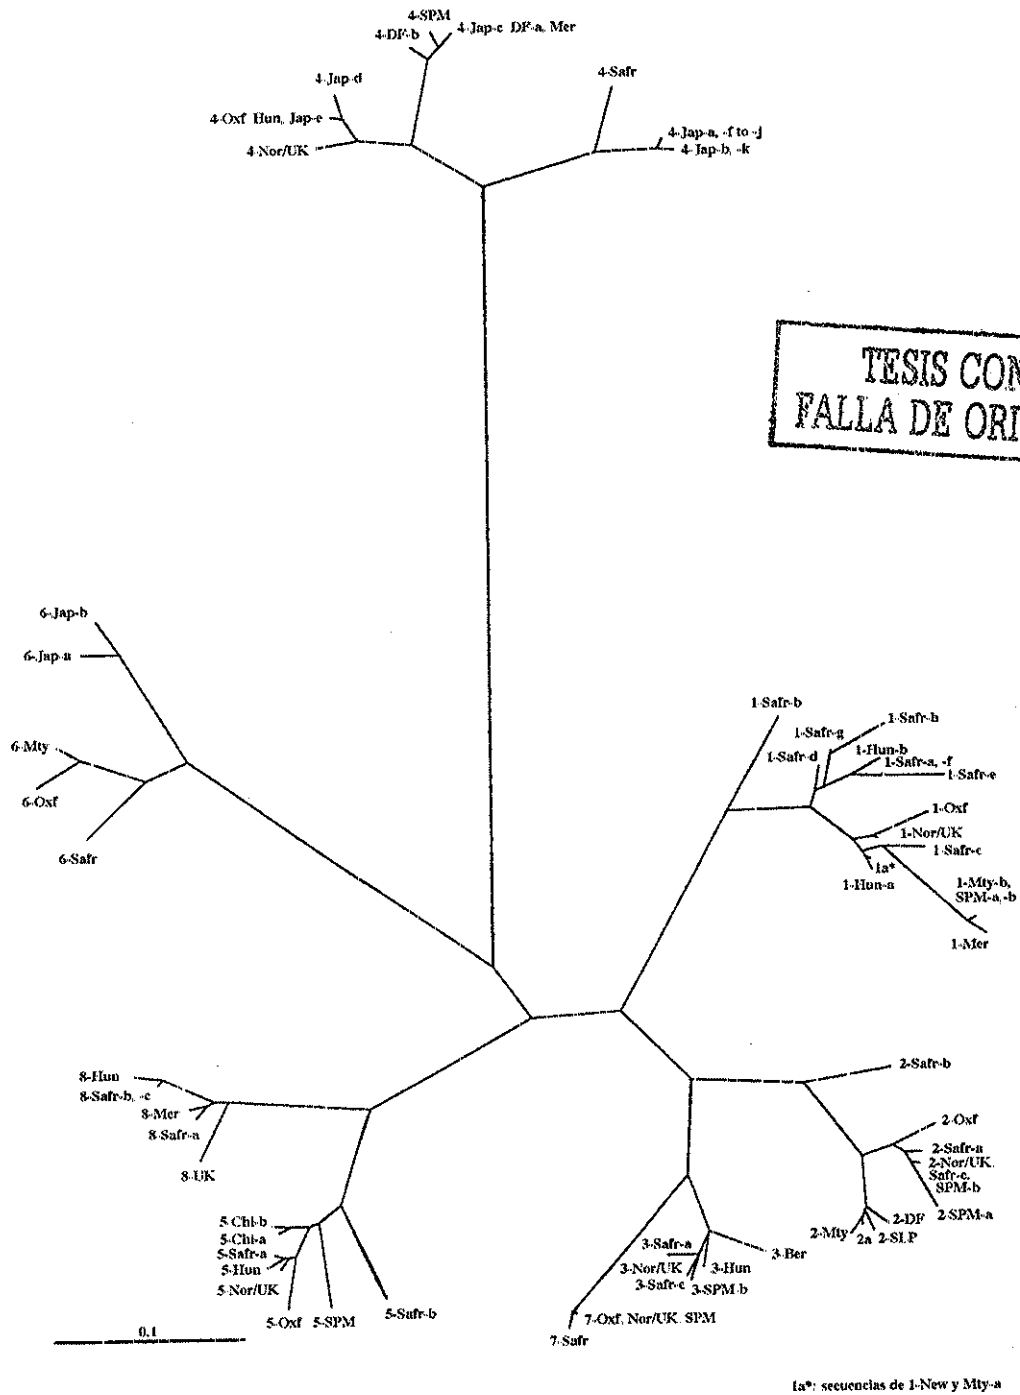 4-SPM
4-DF-b
4-Jap-c DF-a, Mer
4-Jap-d
4-Safr
4-Oxf Hun, Jap-e
4-Nor/UK
4-Jap-a, -f to -j
4-Jap-b, -k
TESIS CON
FALLA DE ORI
6-Jap-b
6-Jap-a
6-Mty
6-Oxf
6-Safr
1-Safr-b
1-Safr-h
1-Safr-g
1-Hun-b
1-Safr-d
1-Safr-a, -f
1-Safr-e
1-Oxf
1-Nor/UK
1-Safr-c
1a*
1-Hun-a
1-Mty-b,
SPM-a,-b
1-Mer
8-Hun
8-Safr-b, -c
8-Mer
8-Safr-a
8-UK
2-Safr-b
2-Oxf
2-Safr-a
2-Nor/UK,
Safr-c,
SPM-b
2-SPM-a
2-DF
2-Mty
2a
2-SLP
5-Chi-b
5-Chi-a
5-Safr-a
5-Hun
5-Nor/UK
5-Oxf
5-SPM
5-Safr-b
3-Safr-a
3-Ber
3-Nor/UK
3-Hun
3-Safr-c
3-SPM-b
7-Oxf, Nor/UK, SPM
7-Safr
0.1
1a*: secuencias de 1-New y Mty-a